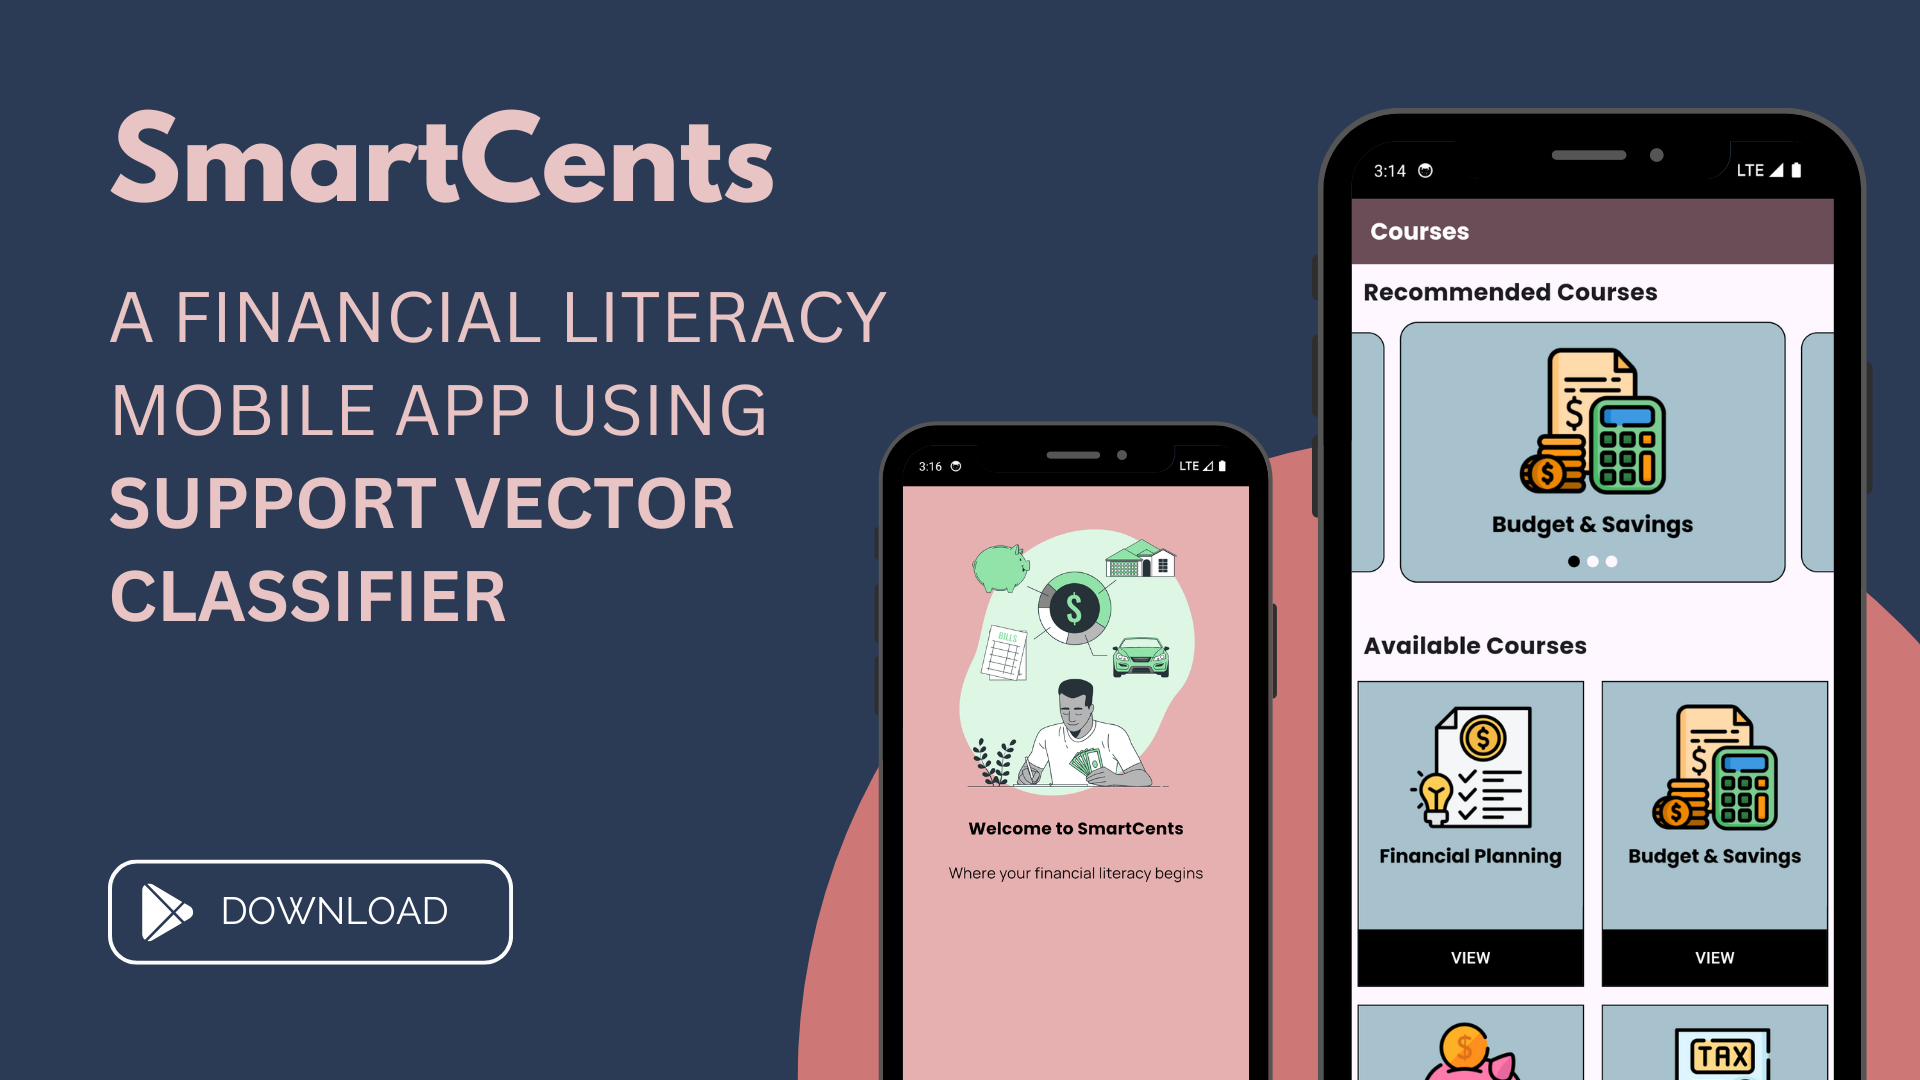 SmartCents
A FINANCIAL LITERACY
MOBILE APP USING
SUPPORT VECTOR
CLASSIFIER
DOWNLOAD
3:16
LTE
$
BILLS
Welcome to SmartCents
Where your financial literacy begins
3:14
LTE
Courses
Recommended Courses
$
$
Budget & Savings
Available Courses
$
Financial Planning
VIEW
$
$
Budget & Savings
VIEW
$
TAX